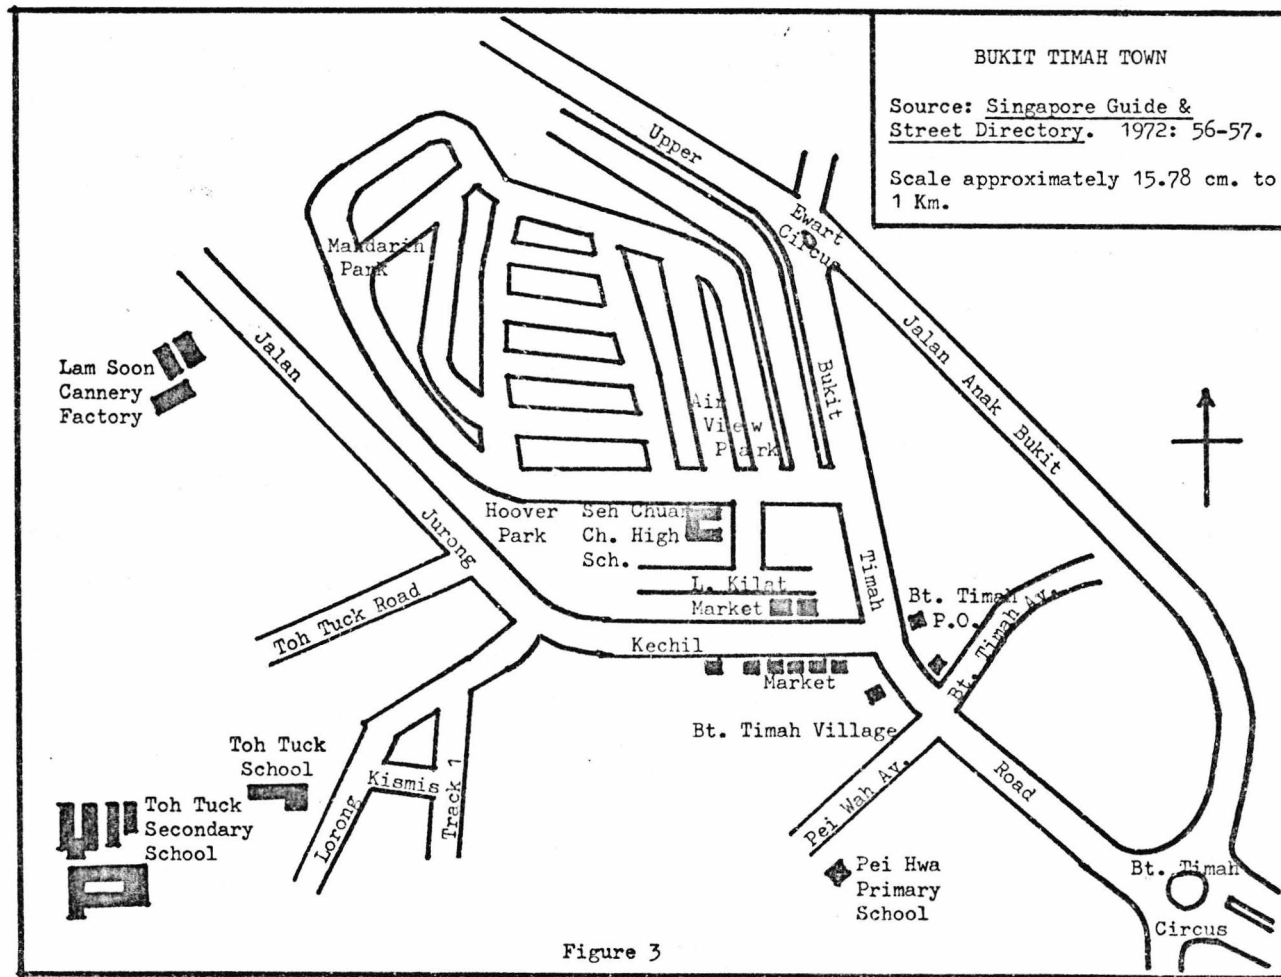 BUKIT TIMAH TOWN
Source: Singapore Guide &
Street Directory. 1972: 56-57.
Scale approximately 15.78 cm. to
1 Km.
Upper
Ewart
Circus
Mandarin
Park
Jalan
Lam Soon
Cannery
Factory
Bukit
Jalan Anak Bukit
Air
View
Park
Jurong
Hoover
Park
Seh Chuan
Ch. High
Sch.
Timah
L. Kilat
Market
Bt. Timah
P.O.
Toh Tuck Road
Kechil
Bt. Timah Av.
Market
Bt. Timah Village
Toh Tuck
School
Kismis
Road
Pei Wah Av.
Toh Tuck
Secondary
School
Lorong
Track 1
Pei Hwa
Primary
School
Bt. Timah
Circus
Figure 3